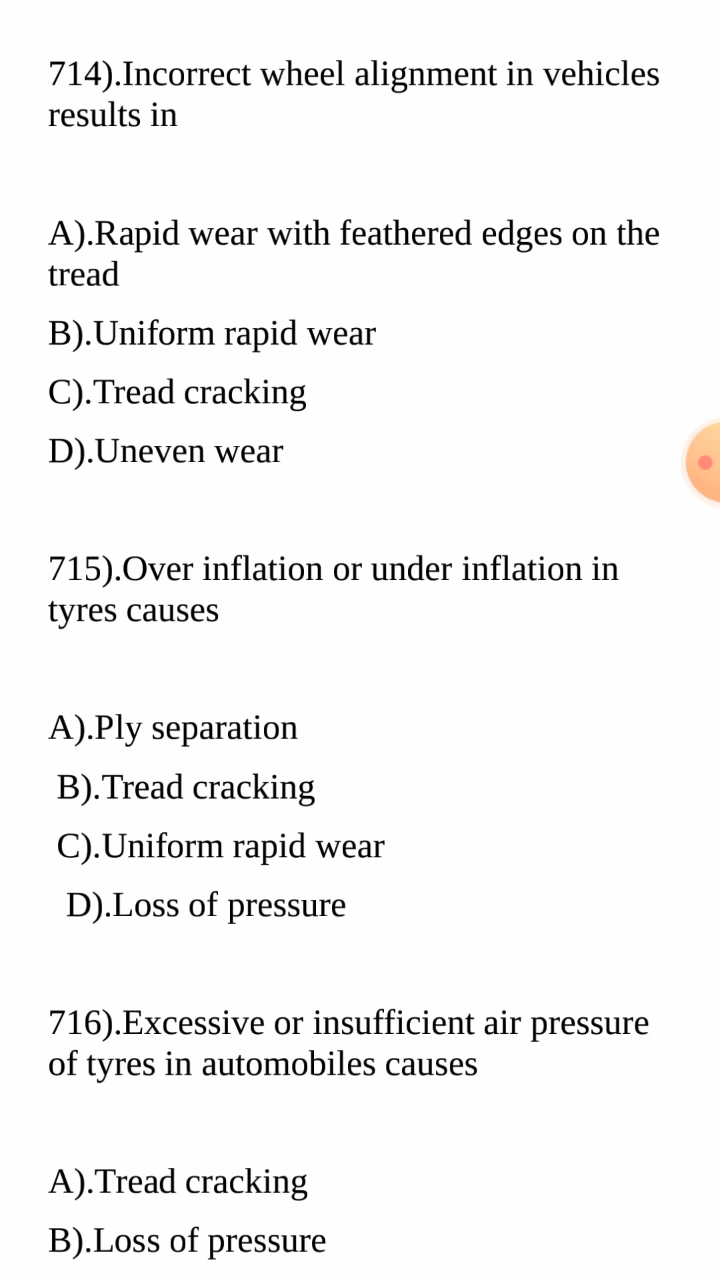 714).Incorrect wheel alignment in vehicles
results in
A).Rapid wear with feathered edges on the
tread
B).Uniform rapid wear
C).Tread cracking
D).Uneven wear
715).Over inflation or under inflation in
tyres causes
A).Ply separation
B).Tread cracking
C).Uniform rapid wear
D).Loss of pressure
716).Excessive or insufficient air pressure
of tyres in automobiles causes
A).Tread cracking
B).Loss of pressure